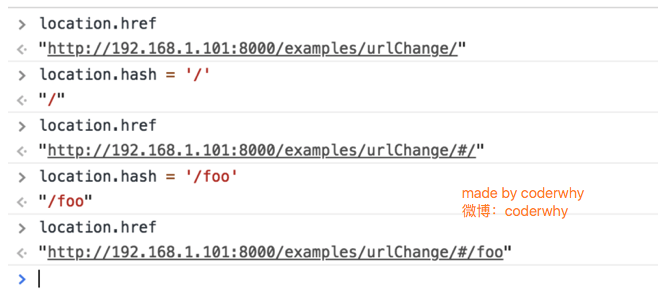 > location.href
<· "http://192.168.1.101:8000/examples/urlChange/"
> location.hash = '/'
<· "/"
> location.href
<· "http://192.168.1.101:8000/examples/urlChange/#/"
> location.hash = '/foo'
<· "/foo"
made by coderwhy
微博：coderwhy
> location.href
<· "http://192.168.1.101:8000/examples/urlChange/#/foo"
>